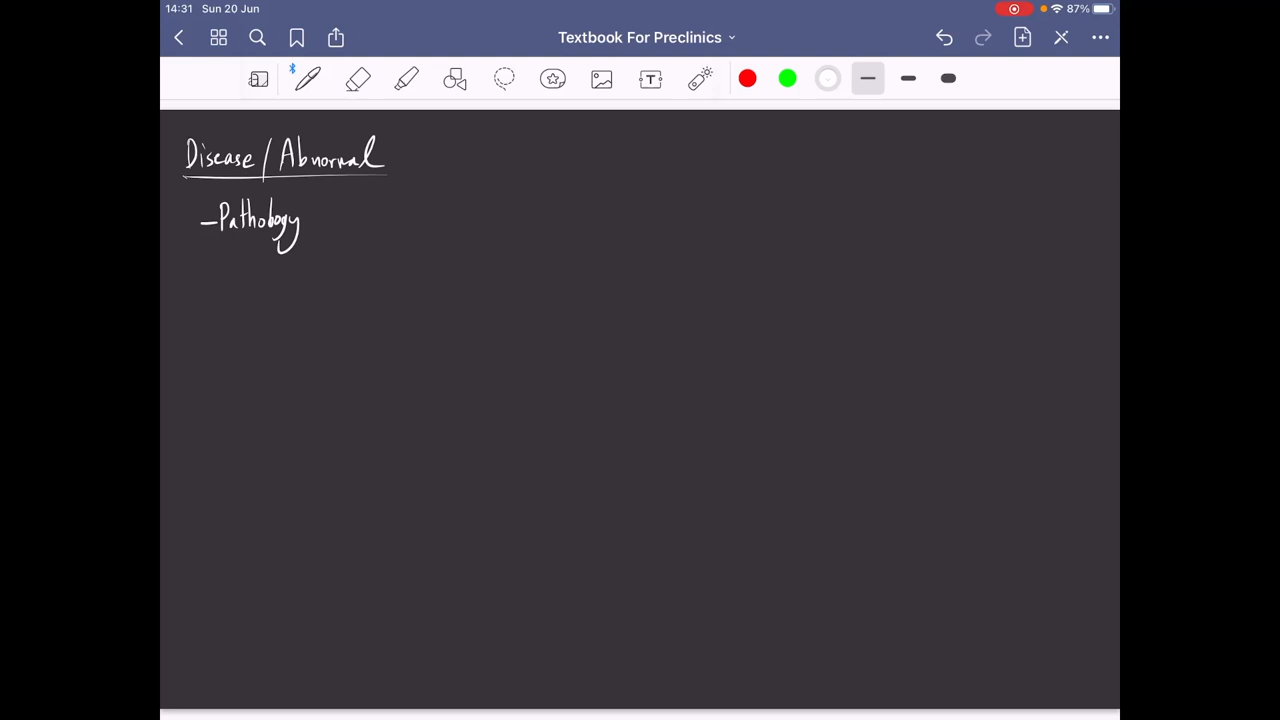 14:31 Sun 20 Jun 87%
Textbook For Preclinics
T
Disease / Abnormal
- Pathology